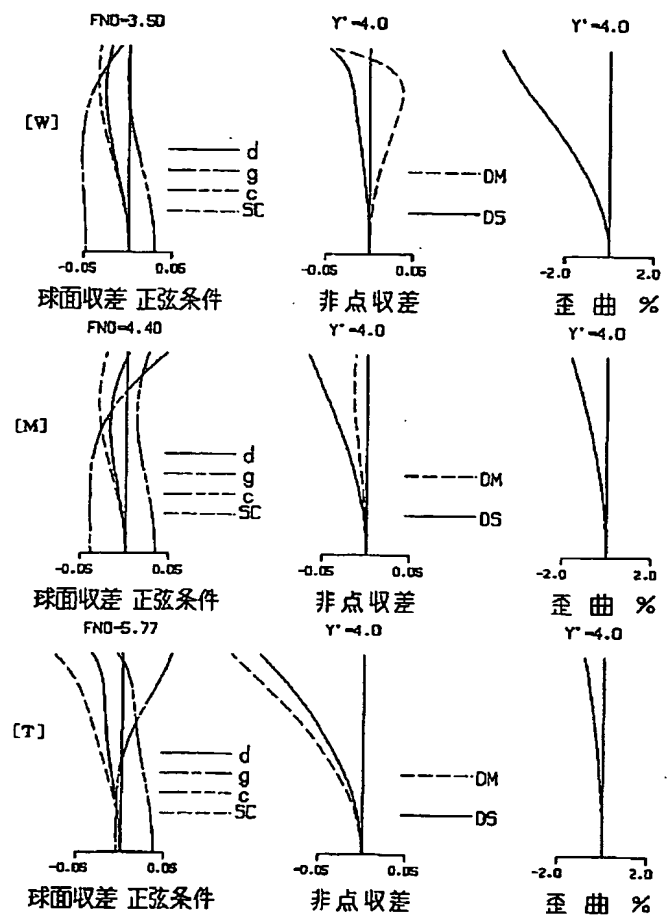 FNO=3.50
Y'=4.0
Y'=4.0
[W]
d
g
c
SC
DM
DS
-0.05
0.05
-0.05
0.05
-2.0
2.0
球面収差 正弦条件
非点収差
歪曲 %
FNO=4.40
Y'=4.0
Y'=4.0
[M]
d
g
c
SC
DM
DS
-0.05
0.05
-0.05
0.05
-2.0
2.0
球面収差 正弦条件
非点収差
歪曲 %
FNO=5.77
Y'=4.0
Y'=4.0
[T]
d
g
c
SC
DM
DS
-0.05
0.05
-0.05
0.05
-2.0
2.0
球面収差 正弦条件
非点収差
歪曲 %